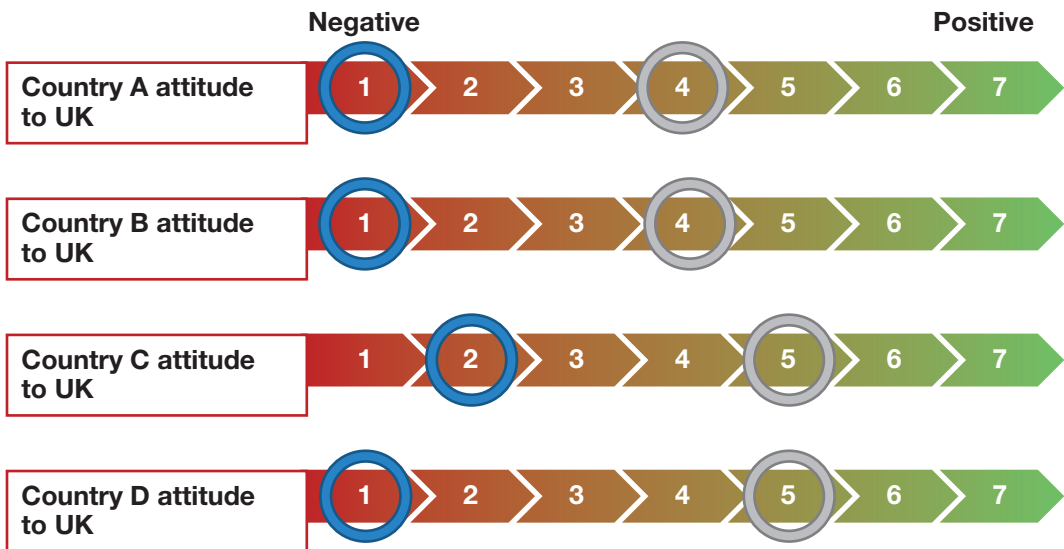 Negative Positive
Country A attitude
to UK
1 2 3 4 5 6 7
Country B attitude
to UK
1 2 3 4 5 6 7
Country C attitude
to UK
1 2 3 4 5 6 7
Country D attitude
to UK
1 2 3 4 5 6 7